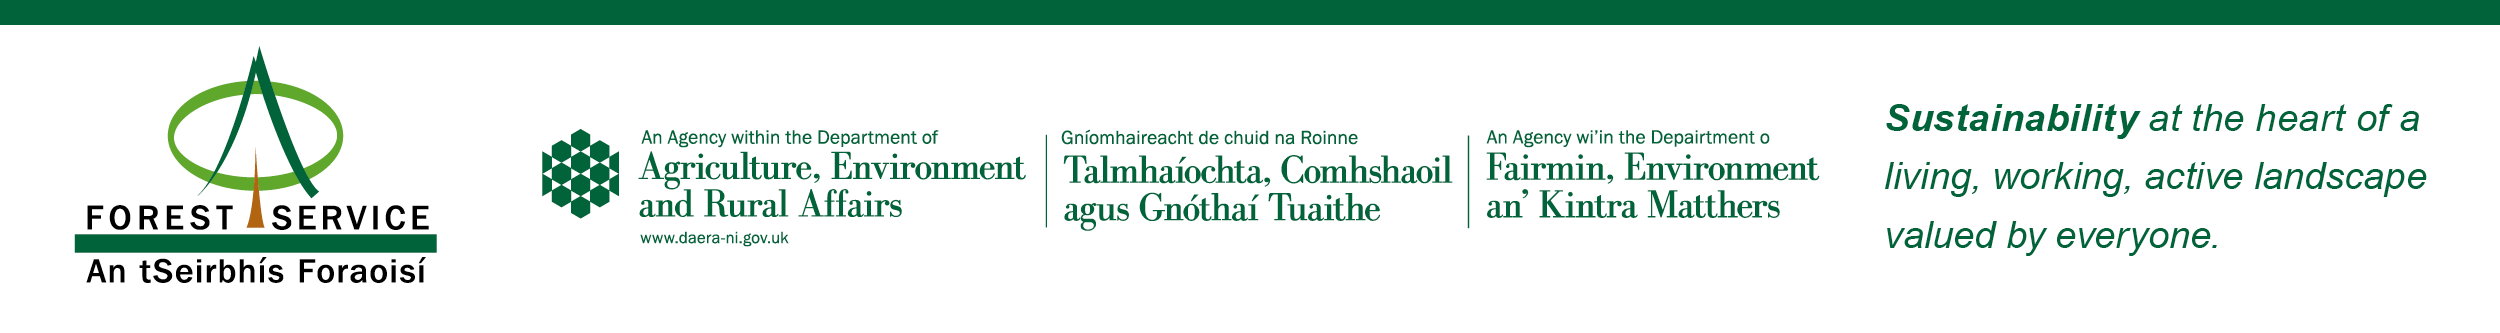 FOREST SERVICE
An tSeirbhís Foraoisí
An Agency within the Department of
Agriculture, Environment
and Rural Affairs
www.daera-ni.gov.uk
Gníomhaireacht de chuid na Roinne
Talmhaíochta, Comhshaoil
agus Gnóthaí Tuaithe
An Agency wi'in the Depairtment o
Fairmin, Environment
an' Kintra Matthers
Sustainability at the heart of a
living, working, active landscape
valued by everyone.